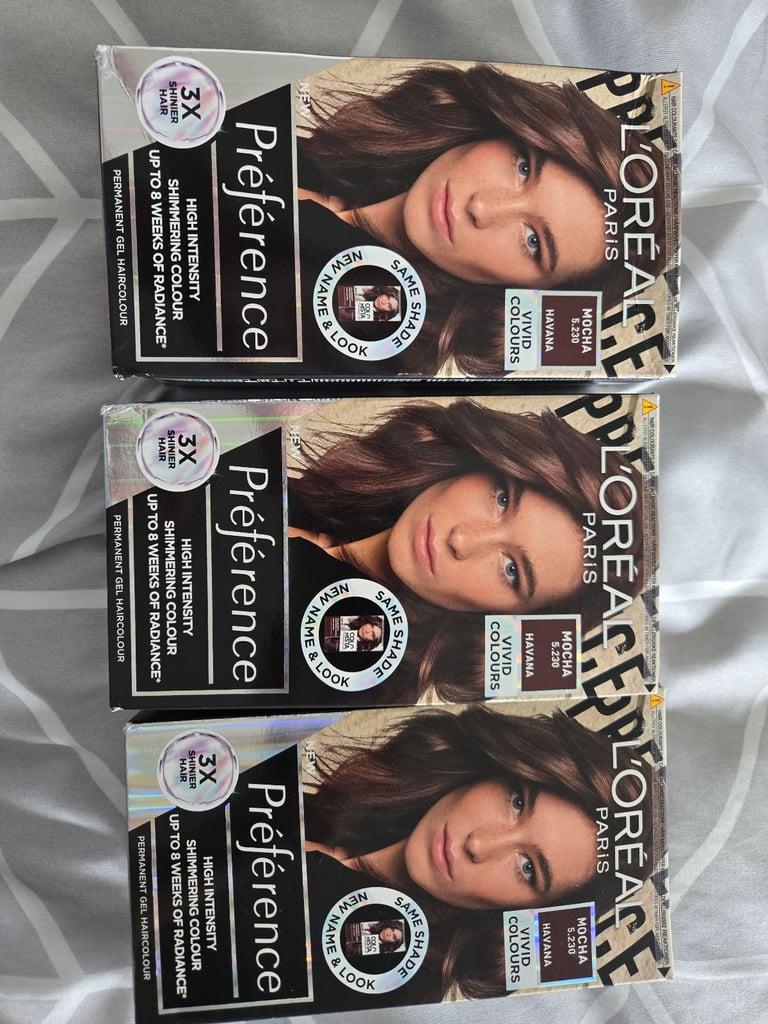 L'ORÉAL
PARiS
MOCHA
5.230
HAVANA
VIVID
COLOURS
SAME SHADE
NEW NAME & LOOK
NEW
Préférence
3X
SHINIER
HAIR
HIGH INTENSITY
SHIMMERING COLOUR
UP TO 8 WEEKS OF RADIANCE*
PERMANENT GEL HAIRCOLOUR
L'ORÉAL
PARiS
MOCHA
5.230
HAVANA
VIVID
COLOURS
SAME SHADE
NEW NAME & LOOK
NEW
Préférence
3X
SHINIER
HAIR
HIGH INTENSITY
SHIMMERING COLOUR
UP TO 8 WEEKS OF RADIANCE*
PERMANENT GEL HAIRCOLOUR
L'ORÉAL
PARiS
MOCHA
5.230
HAVANA
VIVID
COLOURS
SAME SHADE
NEW NAME & LOOK
NEW
Préférence
3X
SHINIER
HAIR
HIGH INTENSITY
SHIMMERING COLOUR
UP TO 8 WEEKS OF RADIANCE*
PERMANENT GEL HAIRCOLOUR